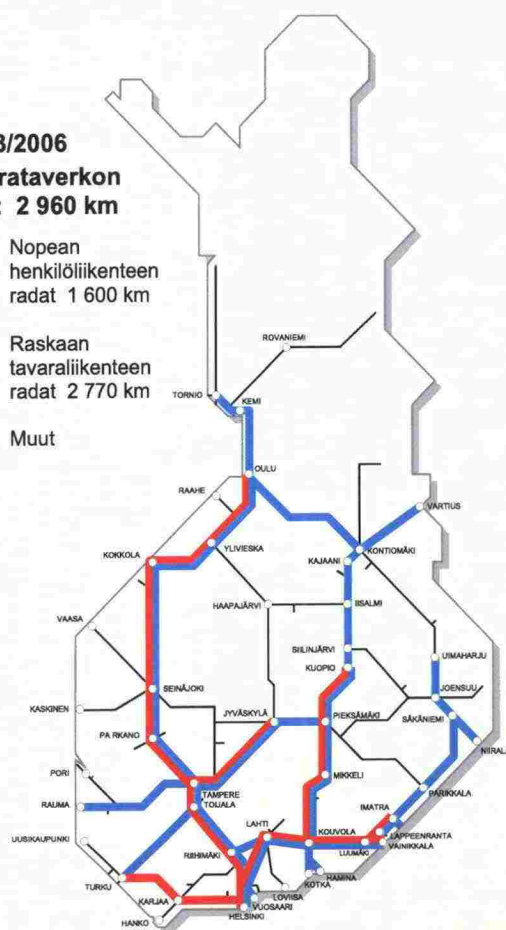 /2006
rataverkon
: 2 960 km
Nopean
henkilöliikenteen
radat 1 600 km
Raskaan
tavaraliikenteen
radat 2 770 km
Muut
ROVANIEMI
TORNIO
KEMI
OULU
RAAHE
VARTIUS
YLIVIESKA
KONTIOMÄKI
KOKKOLA
KAJAANI
HAAPAJÄRVI
IISALMI
VAASA
SIILINJÄRVI
UIMAHARJU
KUOPIO
SEINÄJOKI
JOENSUU
KASKINEN
JYVÄSKYLÄ
PIEKSÄMÄKI
SÄKÄNIEMI
PARKANO
NIIRALA
PORI
MIKKELI
PARIKKALA
TAMPERE
RAUMA
TOIJALA
IMATRA
LAHTI
KOUVOLA
LAPPEENRANTA
UUSIKAUPUNKI
RIIHIMÄKI
LUUMÄKI
VAINIKKALA
TURKU
HAMINA
KOTKA
LOVIISA
KARJAA
VUOSAARI
HANKO
HELSINKI